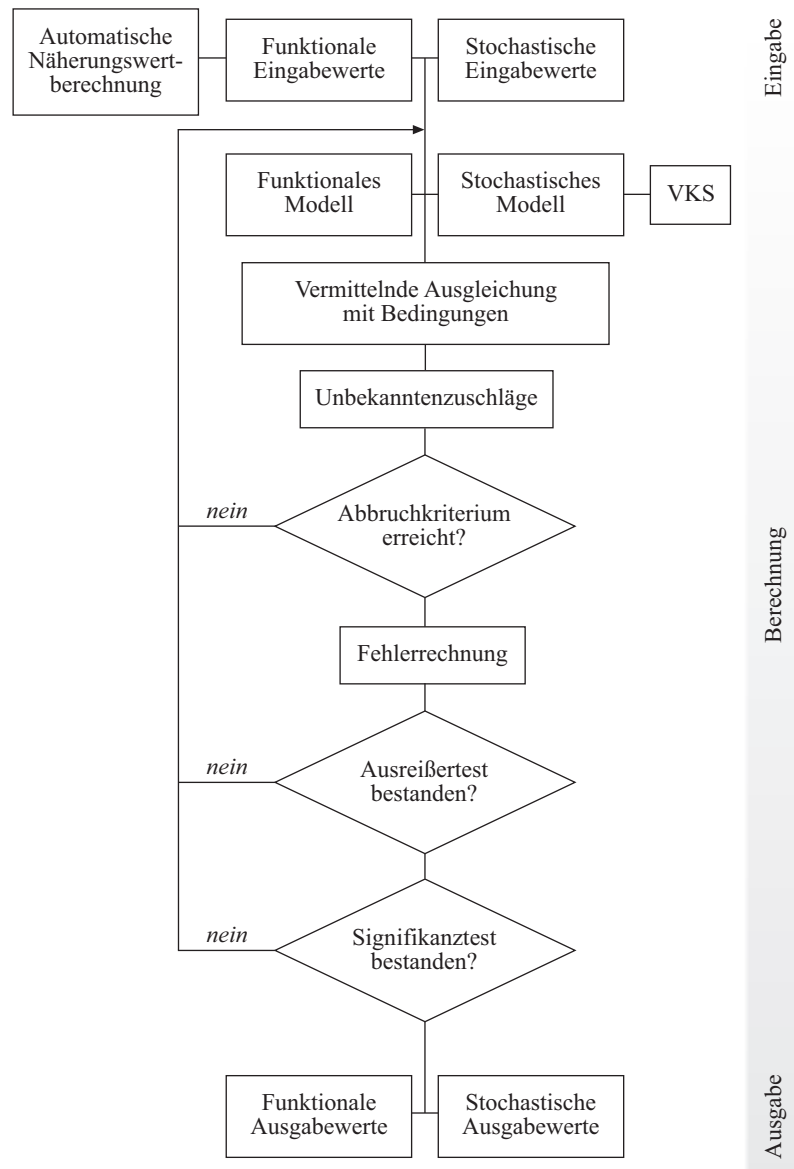 Automatische
Näherungswert-
berechnung
Funktionale
Eingabewerte
Stochastische
Eingabewerte
Eingabe
Funktionales
Modell
Stochastisches
Modell
VKS
Vermittelnde Ausgleichung
mit Bedingungen
Unbekanntenzuschläge
nein
Abbruchkriterium
erreicht?
Berechnung
Fehlerrechnung
nein
Ausreißertest
bestanden?
nein
Signifikanztest
bestanden?
Funktionale
Ausgabewerte
Stochastische
Ausgabewerte
Ausgabe